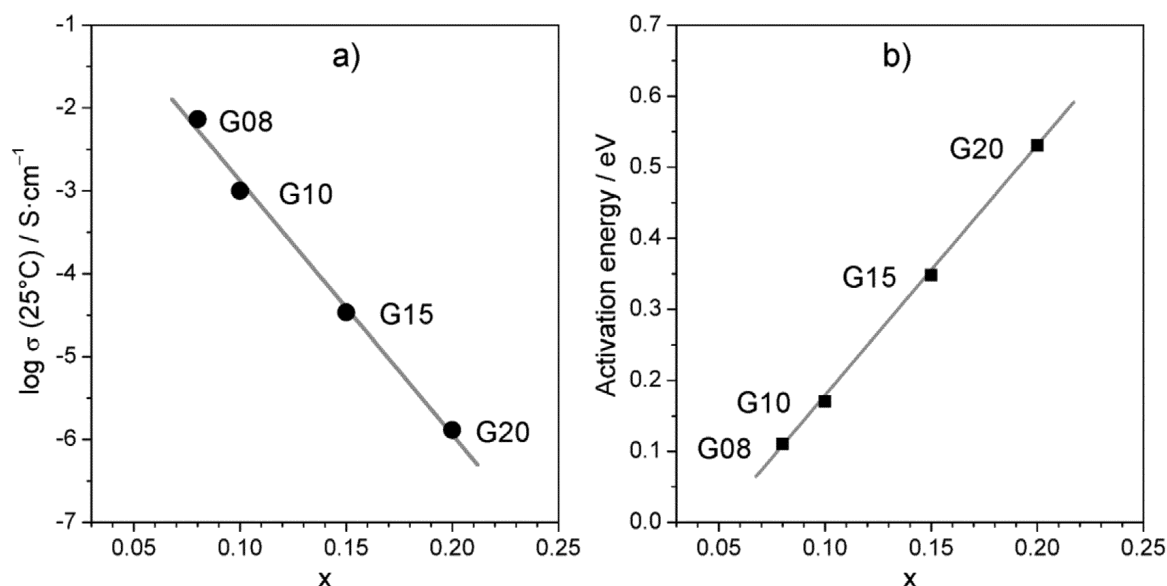 a)
log σ (25°C) / S·cm⁻¹
-1
-2
-3
-4
-5
-6
-7
G08
G10
G15
G20
0.05 0.10 0.15 0.20 0.25
x
b)
Activation energy / eV
0.7
0.6
0.5
0.4
0.3
0.2
0.1
0.0
G20
G15
G10
G08
0.05 0.10 0.15 0.20 0.25
x